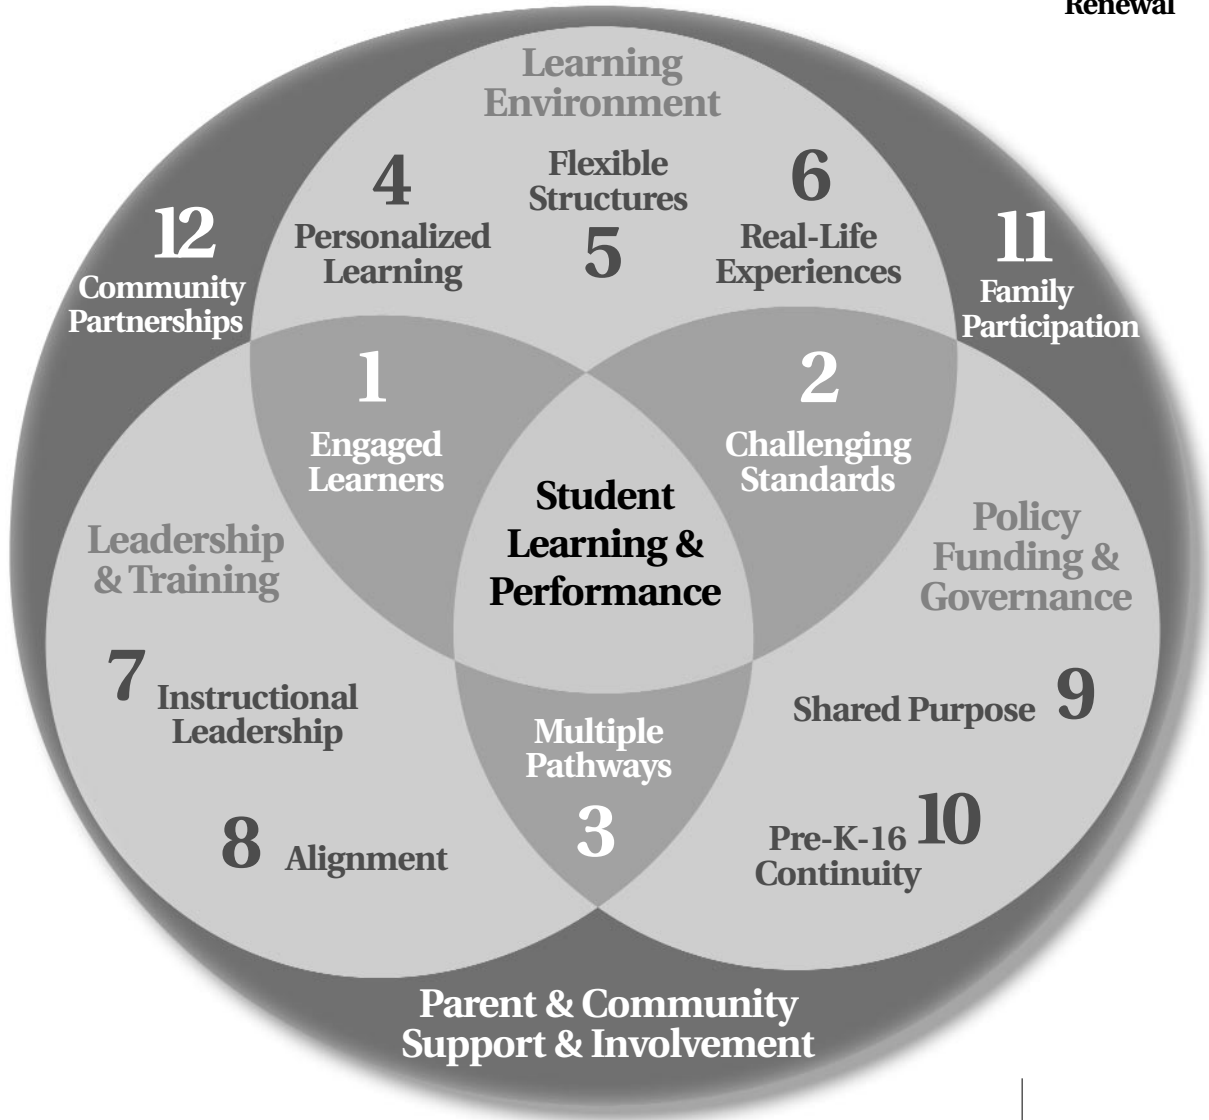 Renewal
Learning
Environment
4
Personalized
Learning
Flexible
Structures
5
6
Real-Life
Experiences
12
Community
Partnerships
11
Family
Participation
1
Engaged
Learners
2
Challenging
Standards
Student
Learning &
Performance
Leadership
& Training
Policy
Funding &
Governance
7
Instructional
Leadership
8 Alignment
Multiple
Pathways
3
Shared Purpose 9
Pre-K-16 10
Continuity
Parent & Community
Support & Involvement